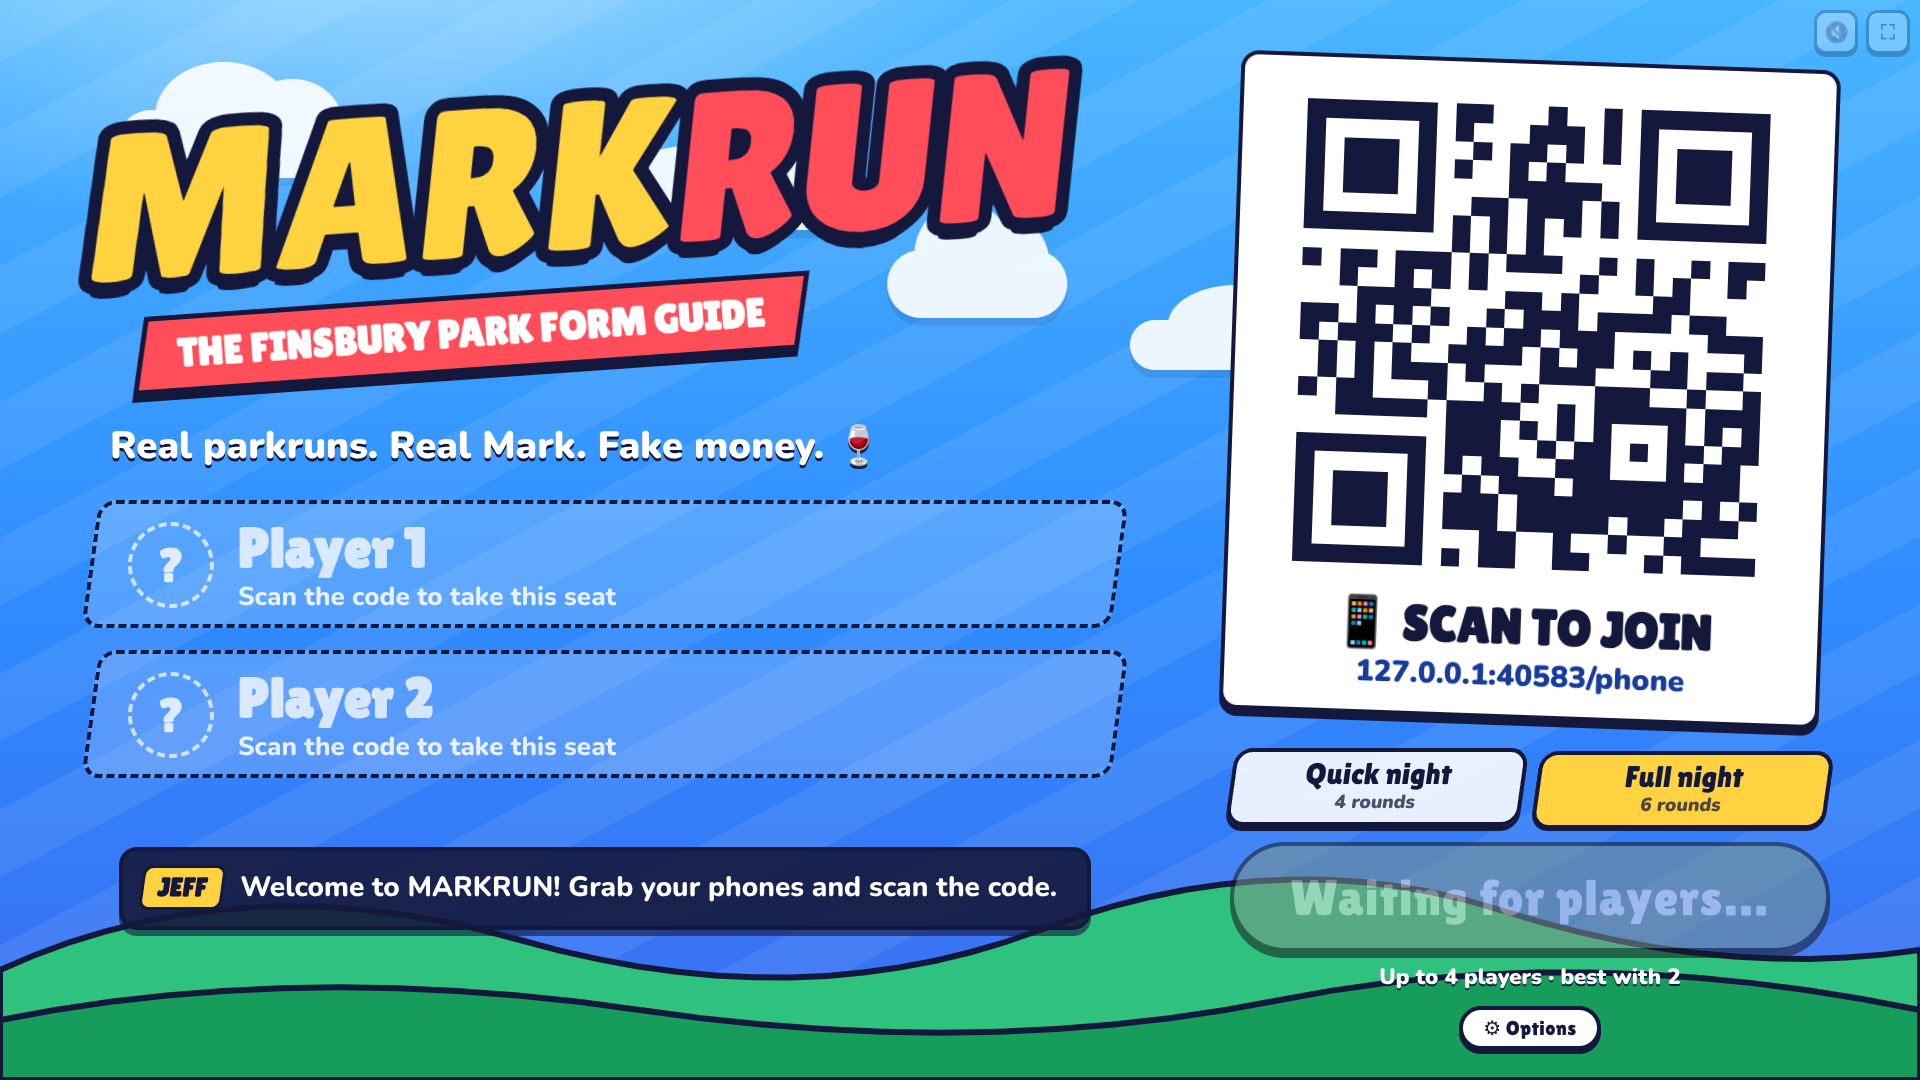 MARKRUN
THE FINSBURY PARK FORM GUIDE
Real parkruns. Real Mark. Fake money.
?
Player 1
Scan the code to take this seat
?
Player 2
Scan the code to take this seat
JEFF
Welcome to MARKRUN! Grab your phones and scan the code.
SCAN TO JOIN
127.0.0.1:40583/phone
Quick night
4 rounds
Full night
6 rounds
Waiting for players...
Up to 4 players · best with 2
⚙ Options